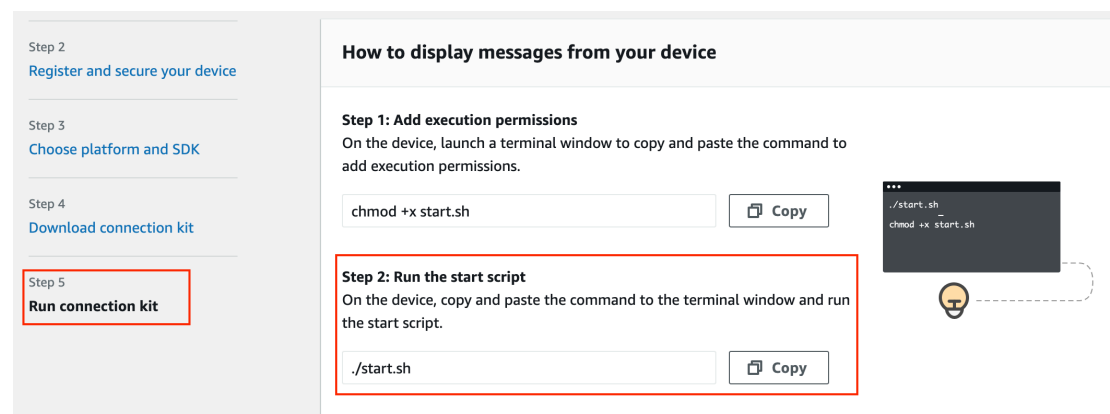 Step 2
Register and secure your device
Step 3
Choose platform and SDK
Step 4
Download connection kit
Step 5
Run connection kit
How to display messages from your device
Step 1: Add execution permissions
On the device, launch a terminal window to copy and paste the command to
add execution permissions.
chmod +x start.sh
Copy
Step 2: Run the start script
On the device, copy and paste the command to the terminal window and run
the start script.
./start.sh
Copy
./start.sh
chmod +x start.sh